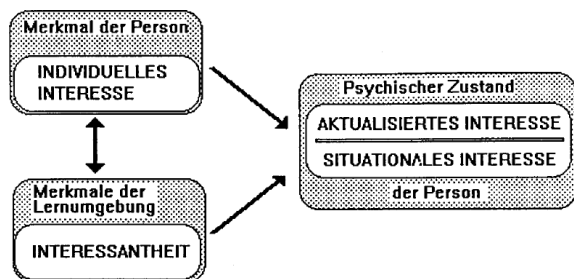 Merkmal der Person
INDIVIDUELLES
INTERESSE
Merkmale der
Lernumgebung
INTERESSANTHEIT
Psychischer Zustand
AKTUALISIERTES INTERESSE
SITUATIONALES INTERESSE
der Person